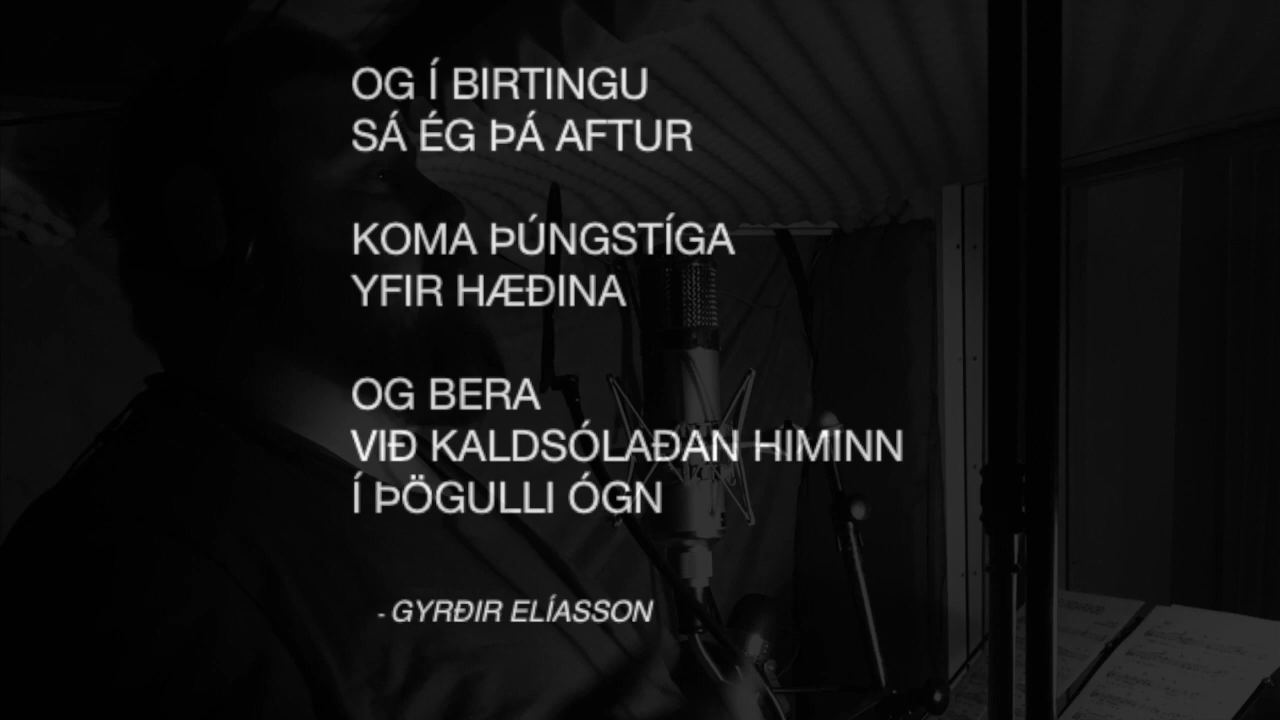 OG Í BIRTINGU
SÁ ÉG ÞÁ AFTUR
KOMA ÞÚNGSTÍGA
YFIR HÆÐINA
OG BERA
VIÐ KALDSÓLAÐAN HIMINN
Í ÞÖGULLI ÓGN
- GYRÐIR ELÍASSON